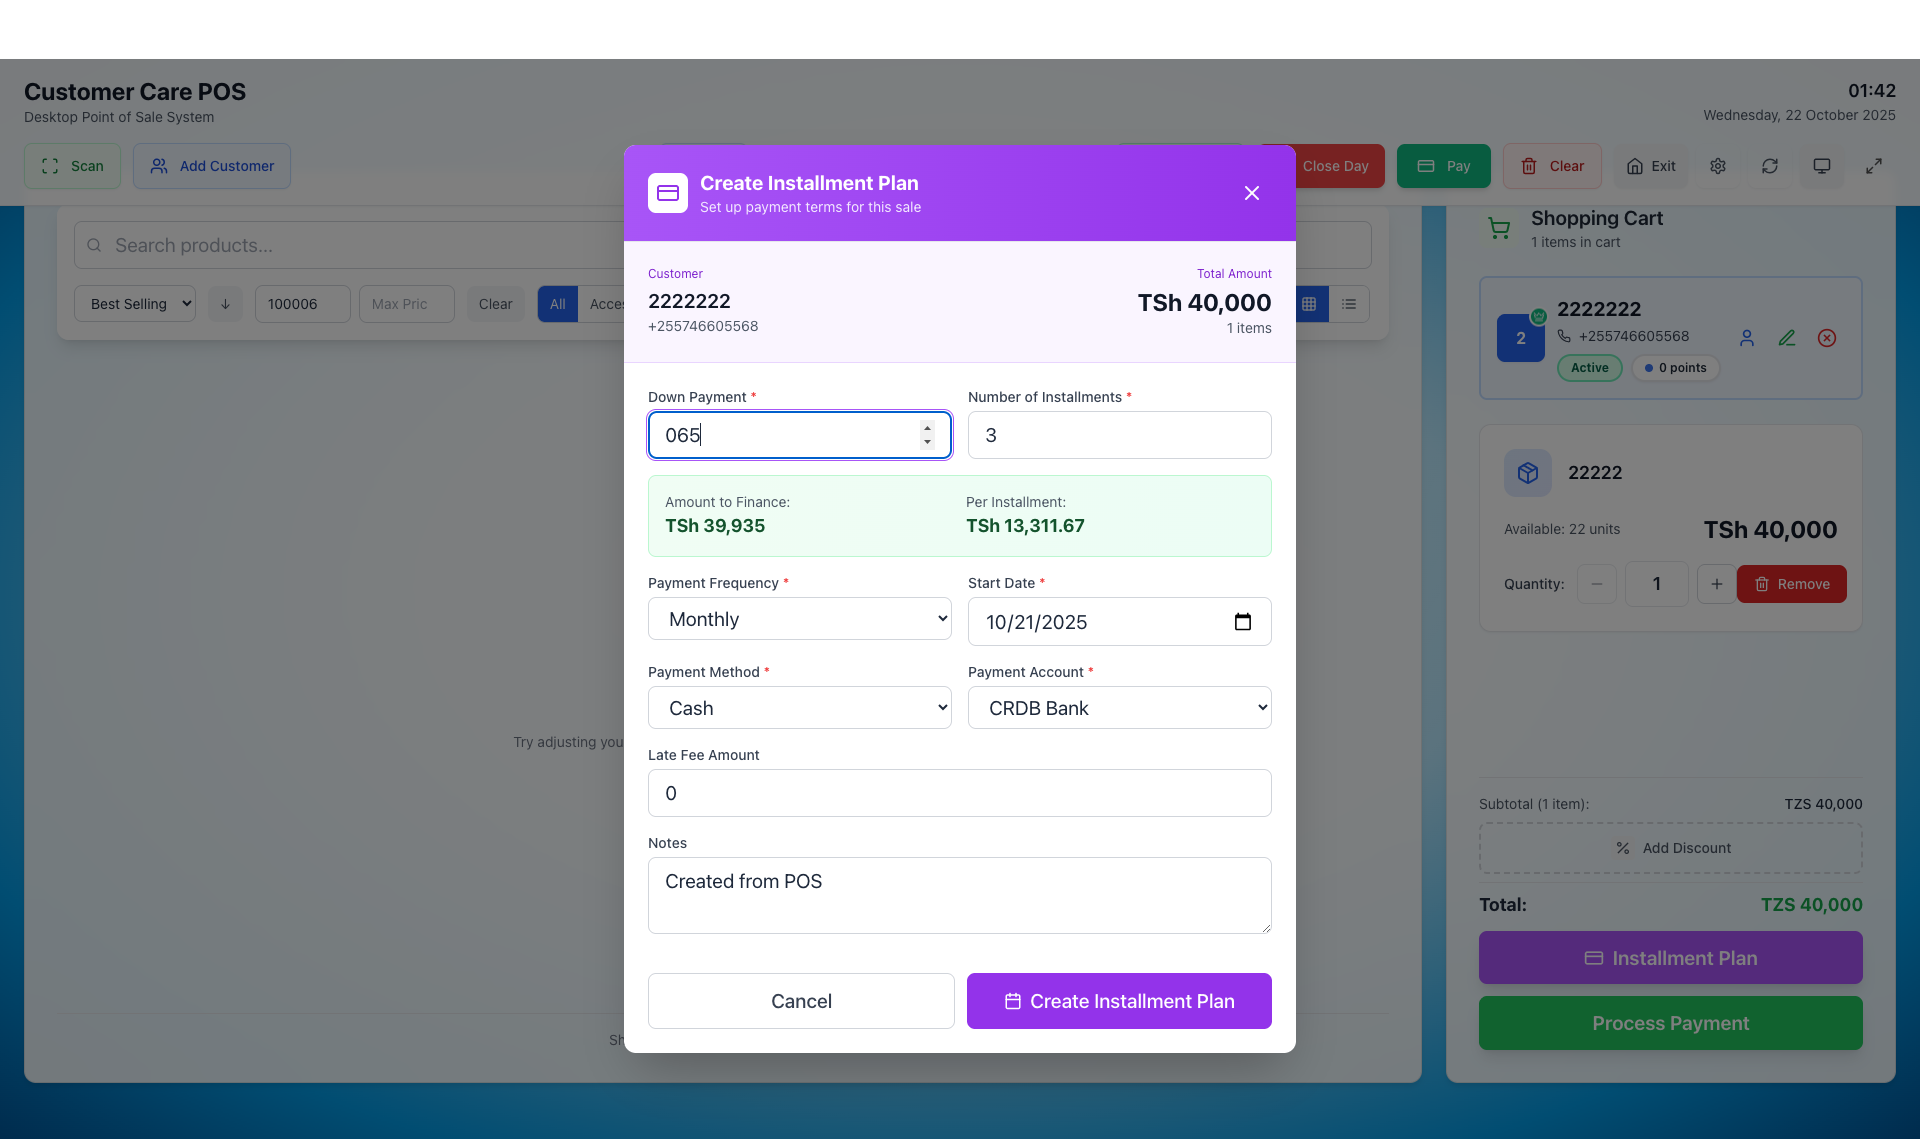 Customer Care POS
Desktop Point of Sale System
01:42
Wednesday, 22 October 2025
Scan
Add Customer
Close Day
Pay
Clear
Exit
Search products...
Best Selling
100006
Max Pric
Clear
All
Create Installment Plan
Set up payment terms for this sale
Customer
2222222
+255746605568
Total Amount
TSh 40,000
1 items
Down Payment *
065
Number of Installments *
3
Amount to Finance:
TSh 39,935
Per Installment:
TSh 13,311.67
Payment Frequency *
Monthly
Start Date *
10/21/2025
Payment Method *
Cash
Payment Account *
CRDB Bank
Late Fee Amount
0
Notes
Created from POS
Cancel
Create Installment Plan
Try adjusting
Shopping Cart
1 items in cart
2
2222222
+255746605568
Active
0 points
22222
Available: 22 units
TSh 40,000
Quantity:
1
Remove
Subtotal (1 item):
TZS 40,000
Add Discount
Total:
TZS 40,000
Installment Plan
Process Payment